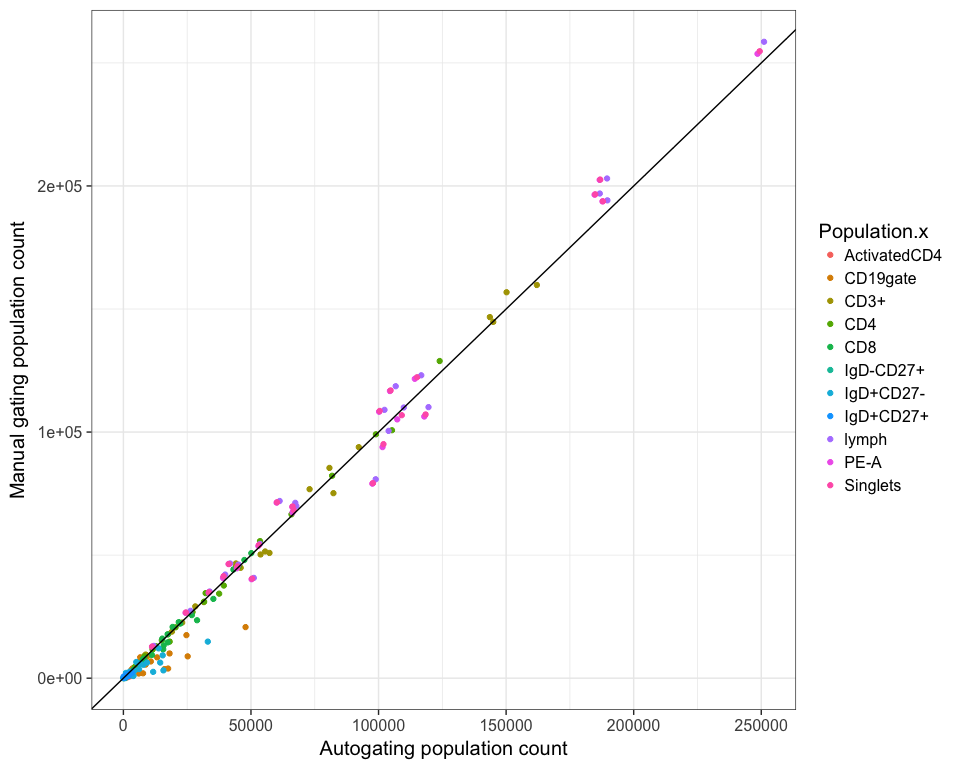 Manual gating population count
2e+05
1e+05
0e+00
0
50000
100000
150000
200000
250000
Autogating population count
Population.x
ActivatedCD4
CD19gate
CD3+
CD4
CD8
IgD-CD27+
IgD+CD27-
IgD+CD27+
lymph
PE-A
Singlets